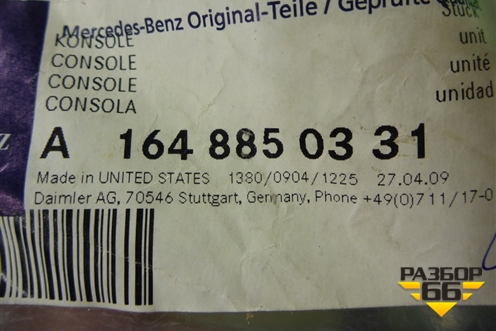 Mercedes-Benz Original-Teile / Geprüfte
Stück
KONSOLE
unit
CONSOLE
unité
CONSOLE
unidad
CONSOLA
z
A 164 885 03 31
Made in UNITED STATES 1380/0904/1225 27.04.09
Daimler AG, 70546 Stuttgart, Germany, Phone +49(0)711/17-0
РАЗБОР
66